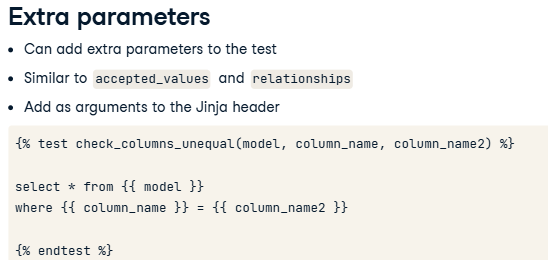 Extra parameters
• Can add extra parameters to the test
• Similar to accepted_values and relationships
• Add as arguments to the Jinja header
{% test check_columns_unequal(model, column_name, column_name2) %}
select * from {{ model }}
where {{ column_name }} = {{ column_name2 }}
{% endtest %}